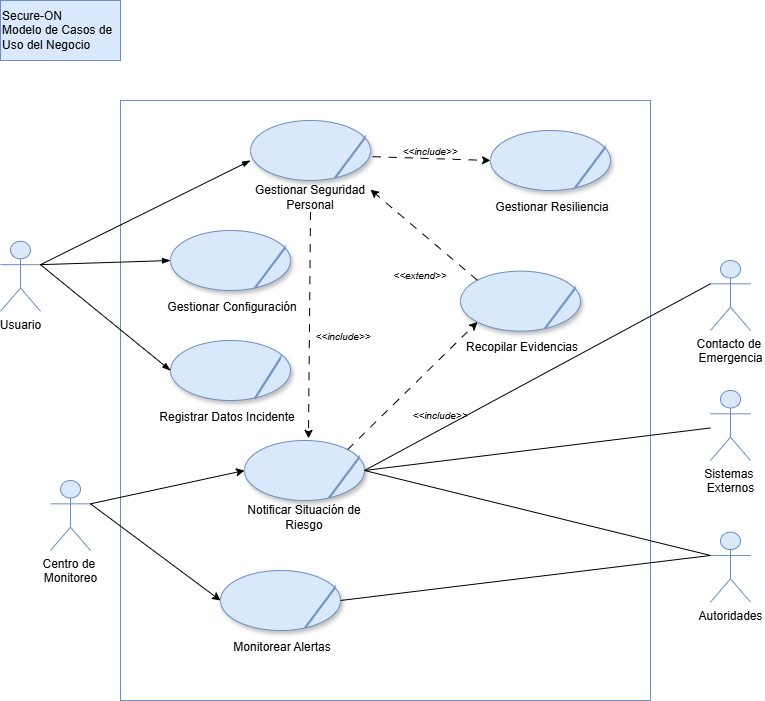 Secure-ON
Modelo de Casos de
Uso del Negocio
<<include>>
Gestionar Seguridad
Personal
Gestionar Resiliencia
<<extend>>
Gestionar Configuración
Usuario
<<include>>
Recopilar Evidencias
Contacto de
Emergencia
Registrar Datos Incidente
<<include>>
Sistemas
Externos
Notificar Situación de
Riesgo
Centro de
Monitoreo
Autoridades
Monitorear Alertas